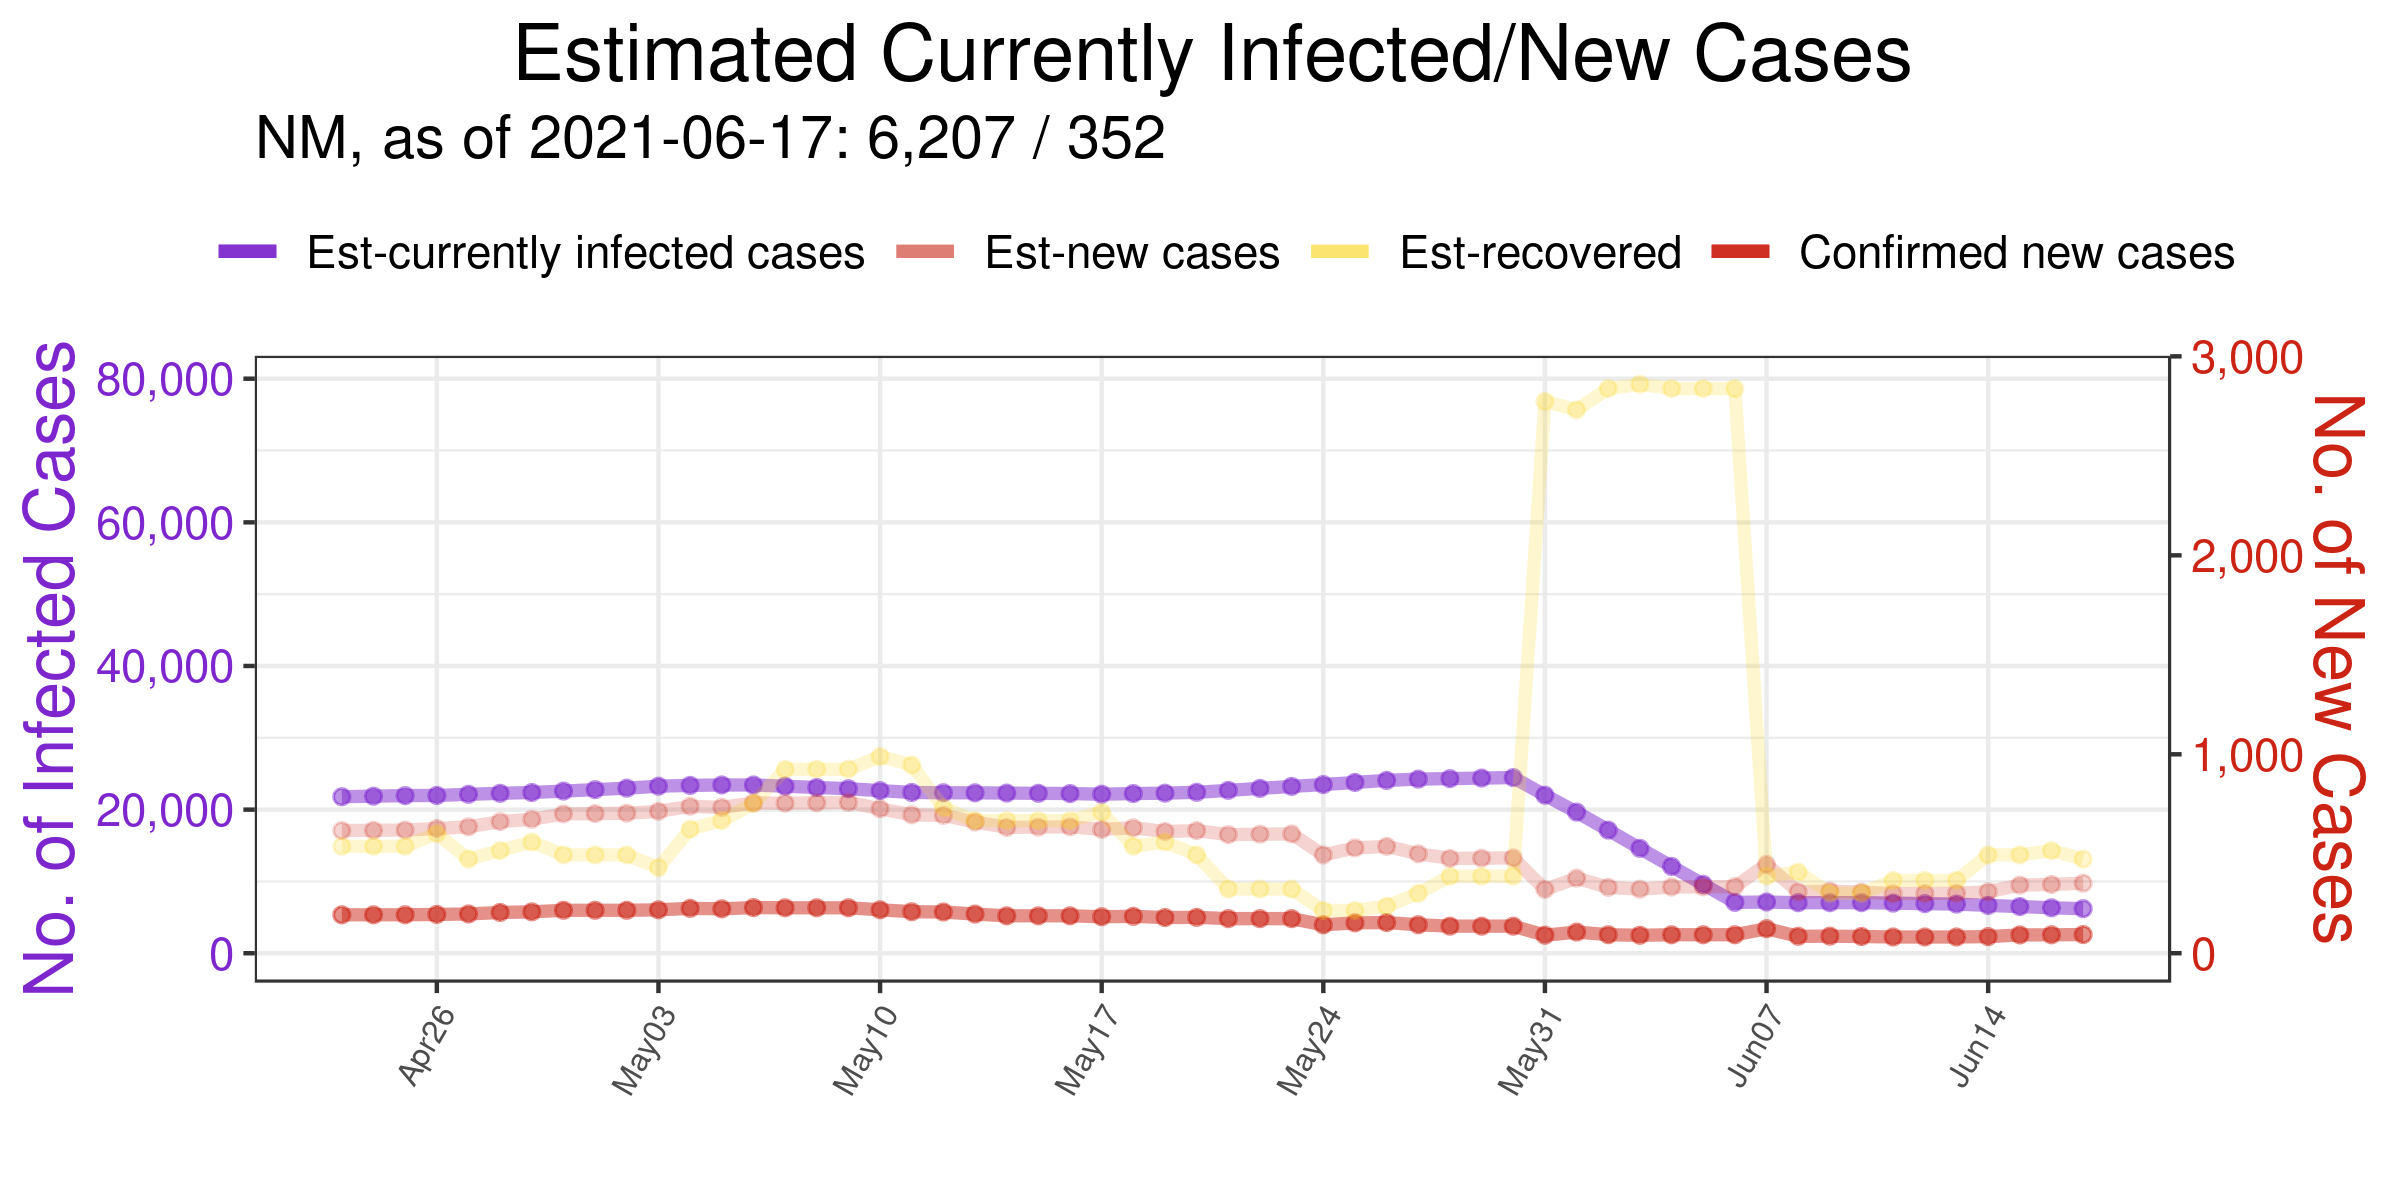 Estimated Currently Infected/New Cases
NM, as of 2021-06-17: 6,207 / 352
Est-currently infected cases Est-new cases Est-recovered Confirmed new cases
No. of Infected Cases
80,000
60,000
40,000
20,000
0
3,000
2,000
1,000
0
No. of New Cases
Apr26 May03 May10 May17 May24 May31 Jun07 Jun14